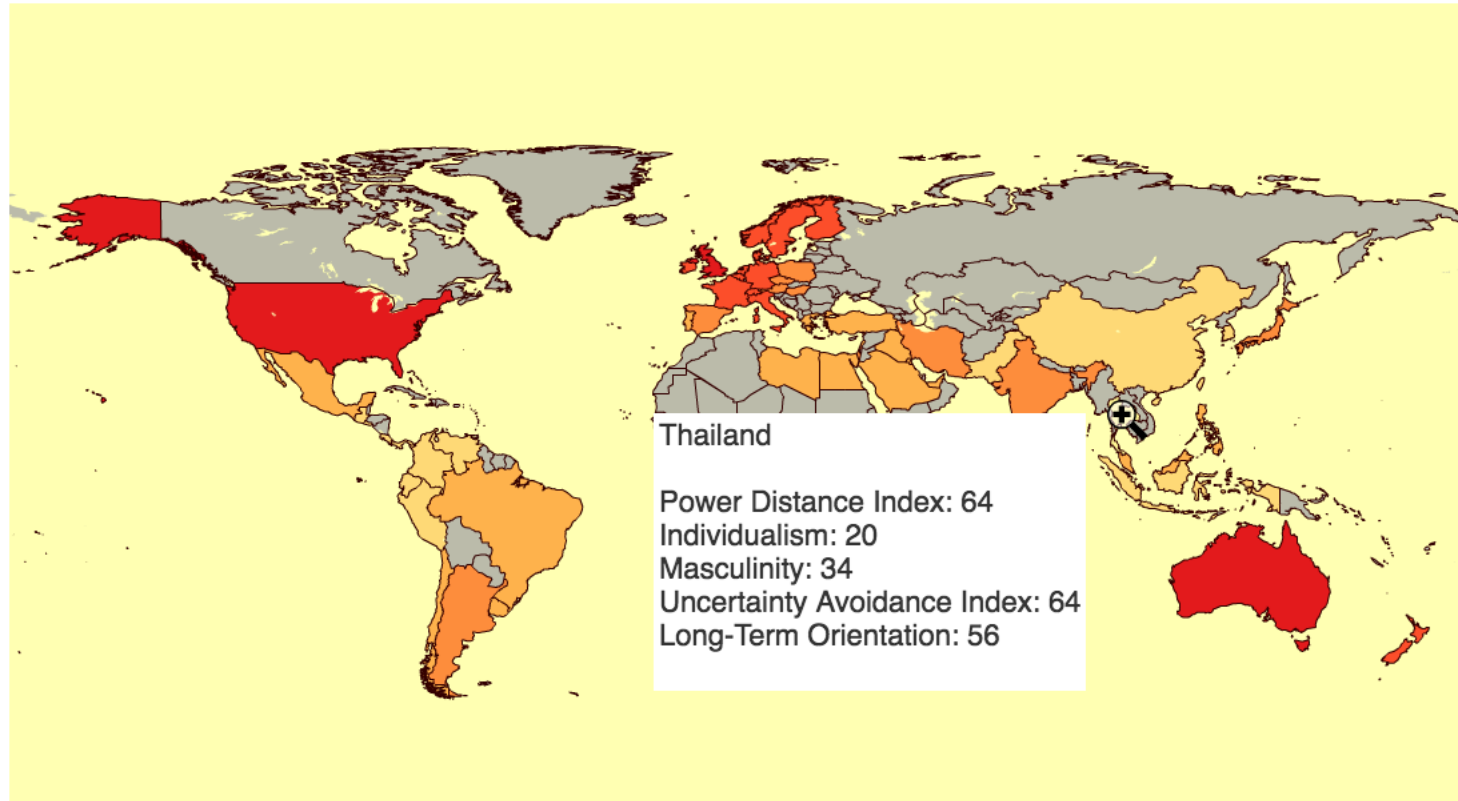 Thailand
Power Distance Index: 64
Individualism: 20
Masculinity: 34
Uncertainty Avoidance Index: 64
Long-Term Orientation: 56